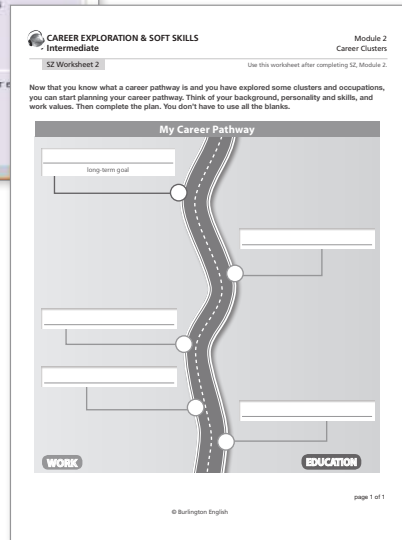 CAREER EXPLORATION & SOFT SKILLS
Intermediate
Module 2
Career Clusters
SZ Worksheet 2
Use this worksheet after completing SZ, Module 2.
Now that you know what a career pathway is and you have explored some clusters and occupations,
you can start planning your career pathway. Think of your background, personality and skills, and
work values. Then complete the plan. You don't have to use all the blanks.
My Career Pathway
long-term goal
WORK
EDUCATION
page 1 of 1
© Burlington English